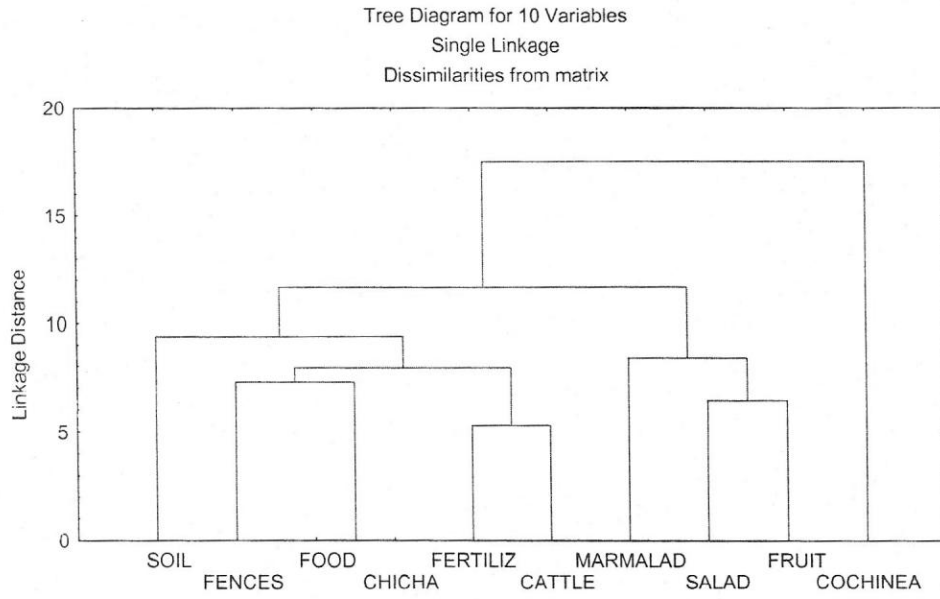 Tree Diagram for 10 Variables
Single Linkage
Dissimilarities from matrix
20
15
10
5
0
Linkage Distance
SOIL FOOD FERTILIZ MARMALAD FRUIT
FENCES CHICHA CATTLE SALAD COCHINEA